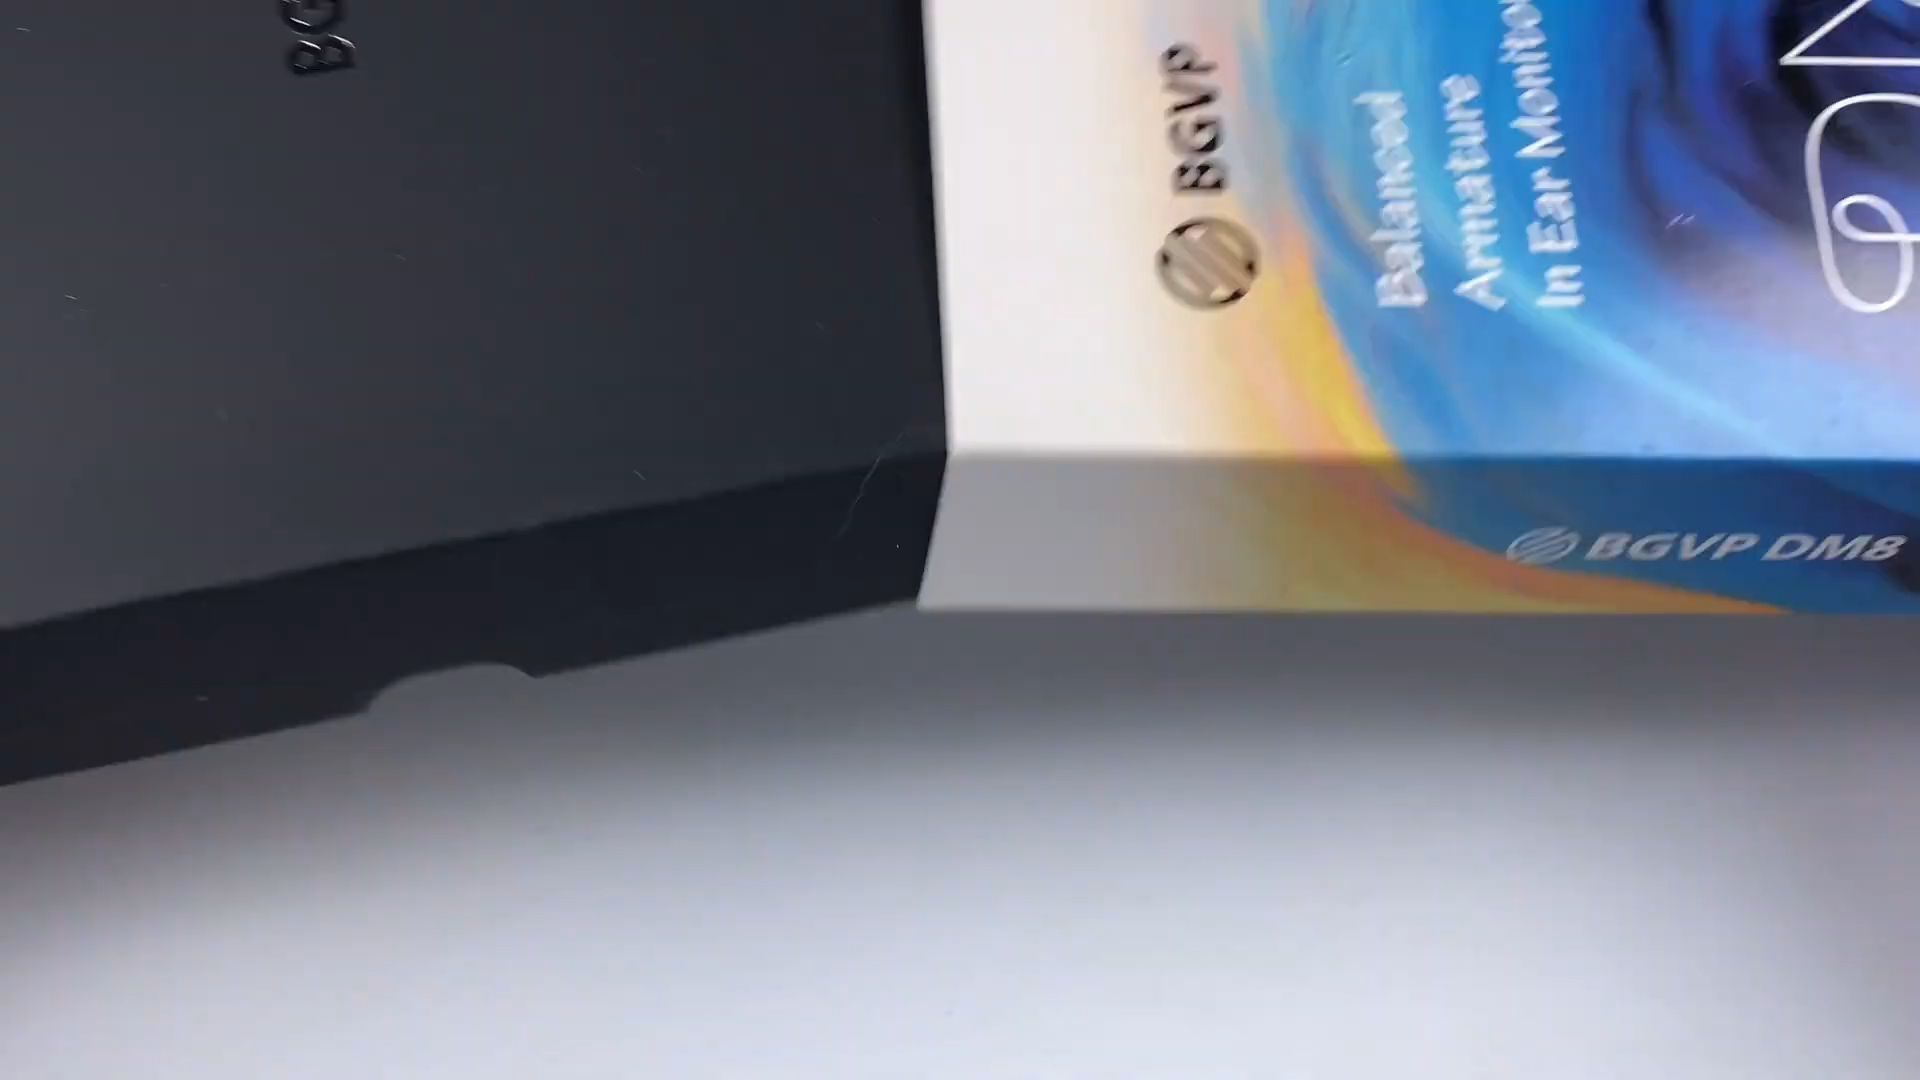 BGVP
Balanced
Armature
In Ear Monitor
BGVP DM8